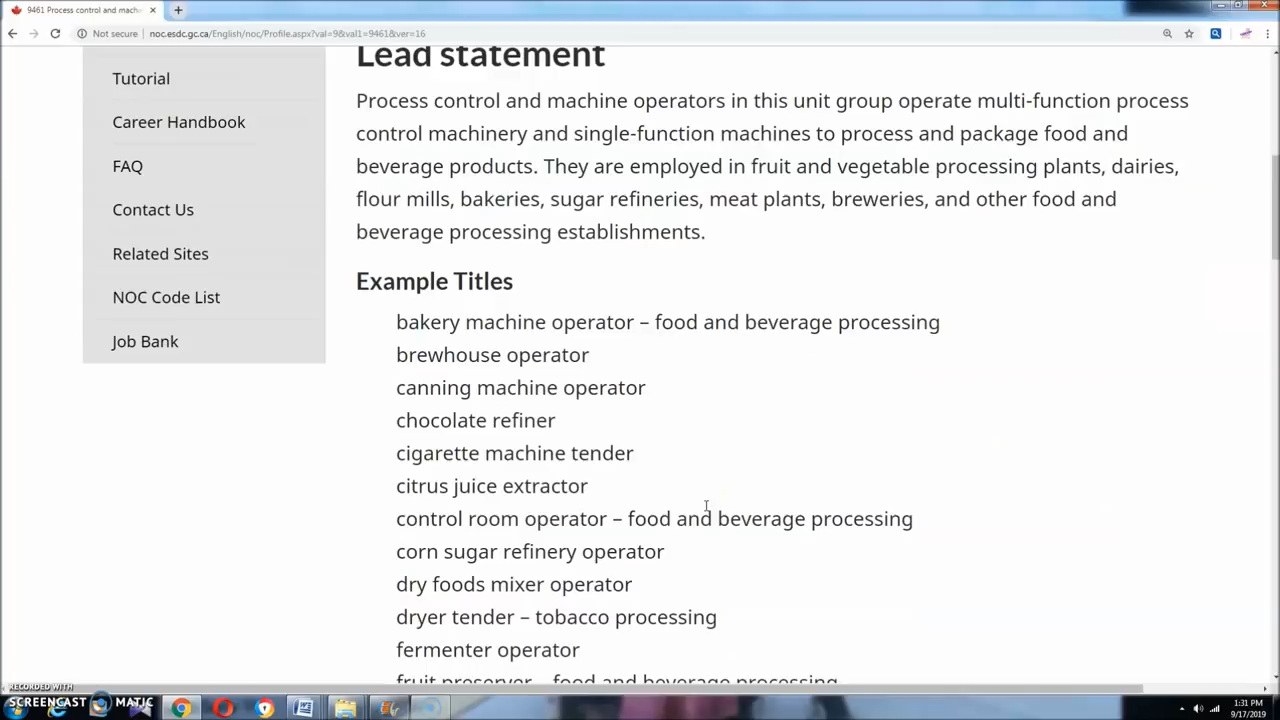 9461 Process control and machi
Not secure | noc.esdc.gc.ca/English/noc/Profile.aspx?val=9&val1=9461&ver=16
Tutorial
Career Handbook
FAQ
Contact Us
Related Sites
NOC Code List
Job Bank
Lead statement
Process control and machine operators in this unit group operate multi-function process
control machinery and single-function machines to process and package food and
beverage products. They are employed in fruit and vegetable processing plants, dairies,
flour mills, bakeries, sugar refineries, meat plants, breweries, and other food and
beverage processing establishments.
Example Titles
bakery machine operator – food and beverage processing
brewhouse operator
canning machine operator
chocolate refiner
cigarette machine tender
citrus juice extractor
control room operator – food and beverage processing
corn sugar refinery operator
dry foods mixer operator
dryer tender – tobacco processing
fermenter operator
fruit preserver – food and beverage processing
RECORDED WITH
SCREENCAST MATIC
1:31 PM
9/17/2019